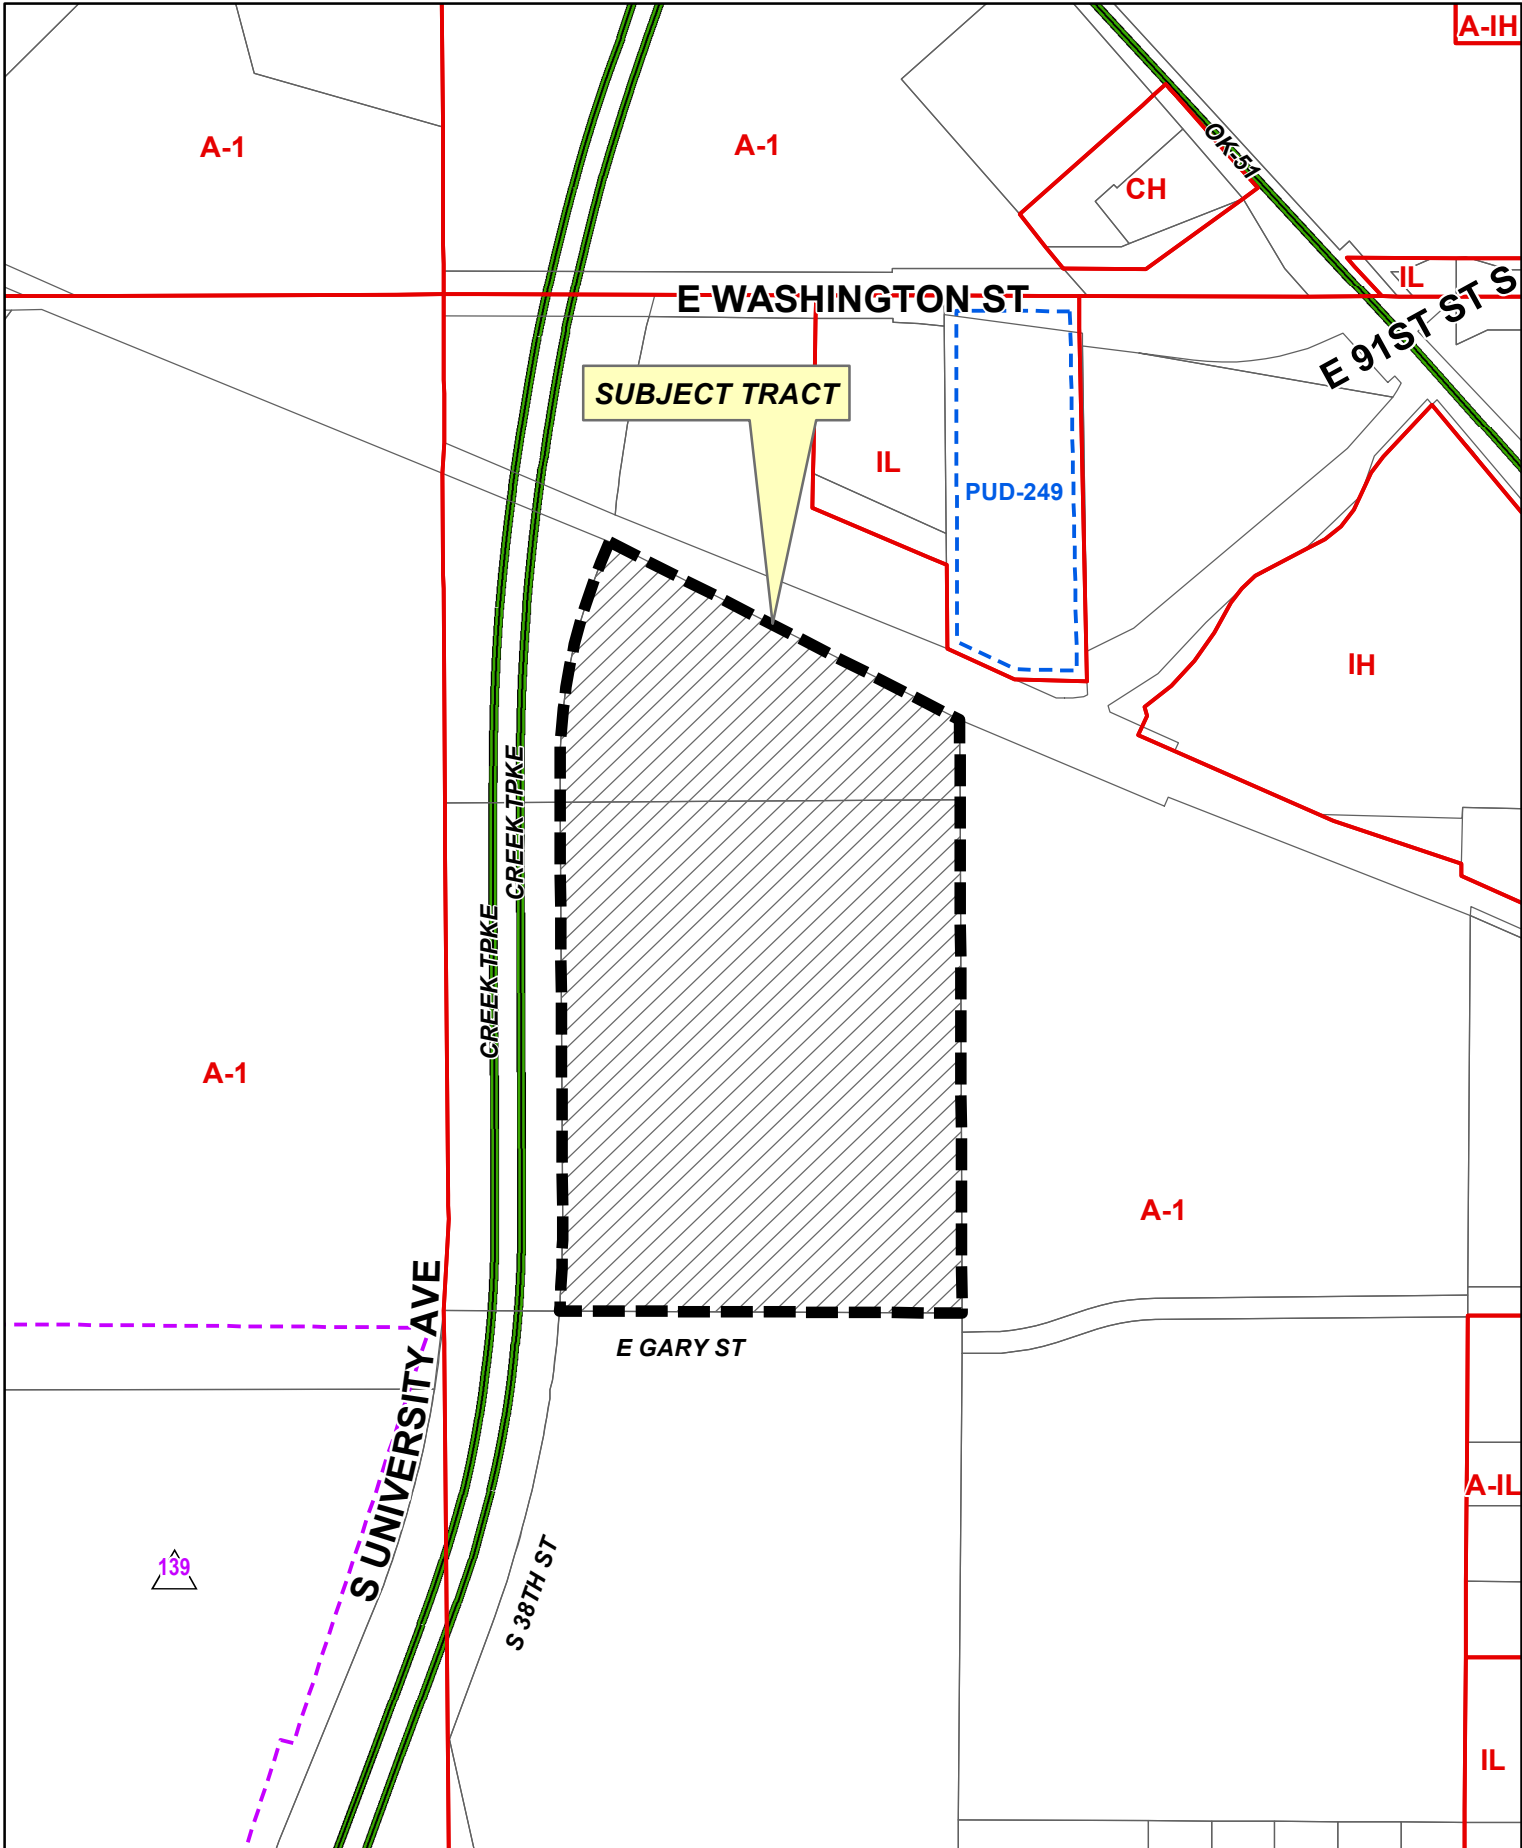 A-IH
A-1
A-1
OK-51
CH
IL
E WASHINGTON ST
E 91ST ST S
SUBJECT TRACT
IL
PUD-249
IH
CREEK TPKE
CREEK TPKE
A-1
A-1
S UNIVERSITY AVE
E GARY ST
A-IL
139
S 38TH ST
IL